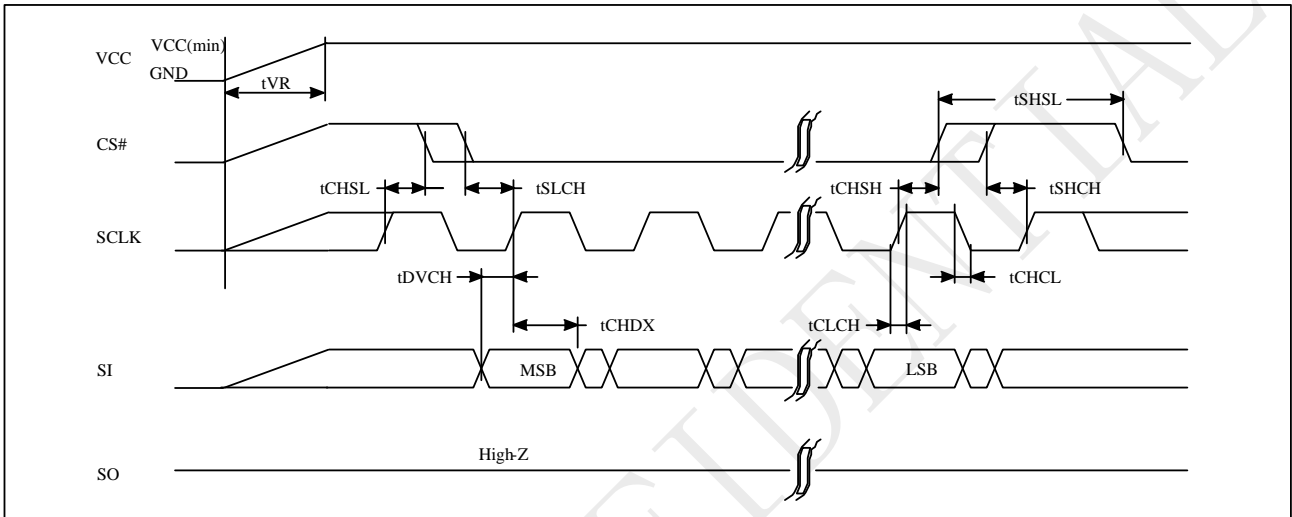 VCC
VCC(min)
GND
tVR
tSHSL
CS#
tCHSL
tSLCH
tCHSH
tSHCH
SCLK
tDVCH
tCHCL
tCHDX
tCLCH
SI
MSB
LSB
High-Z
SO